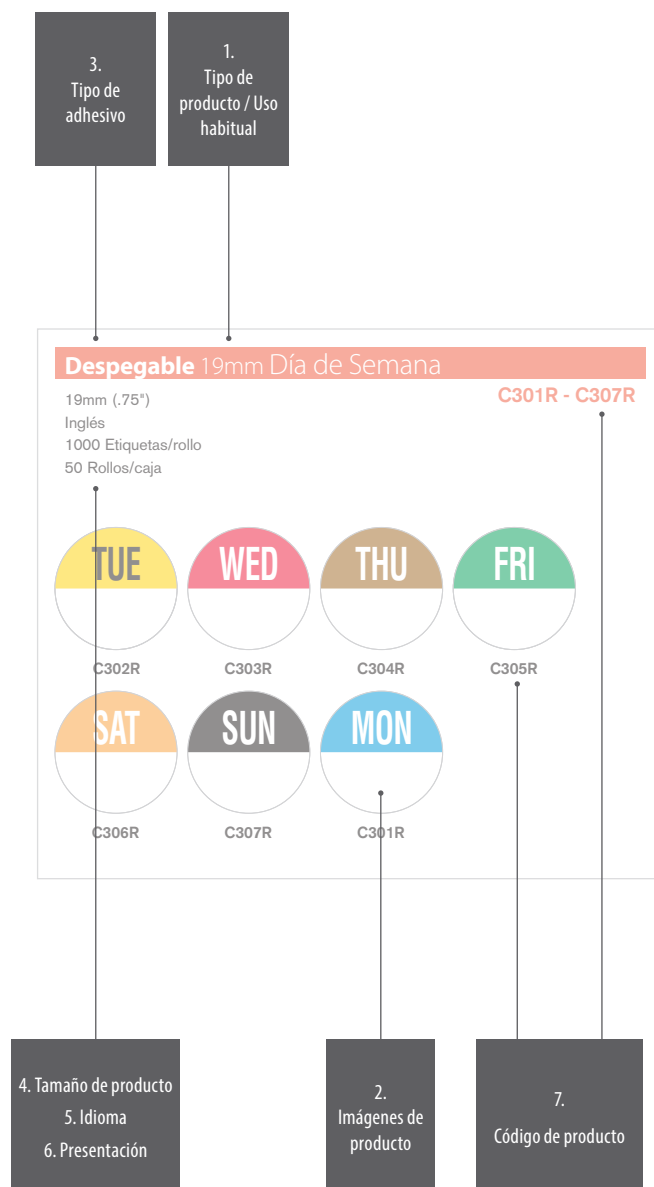 3.
Tipo de
adhesivo
1.
Tipo de
producto / Uso
habitual
Despegable 19mm Día de Semana
C301R - C307R
19mm (.75")
Inglés
1000 Etiquetas/rollo
50 Rollos/caja
TUE
WED
THU
FRI
C302R
C303R
C304R
C305R
SAT
SUN
MON
C306R
C307R
C301R
4. Tamaño de producto
5. Idioma
6. Presentación
2.
Imágenes de
producto
7.
Código de producto